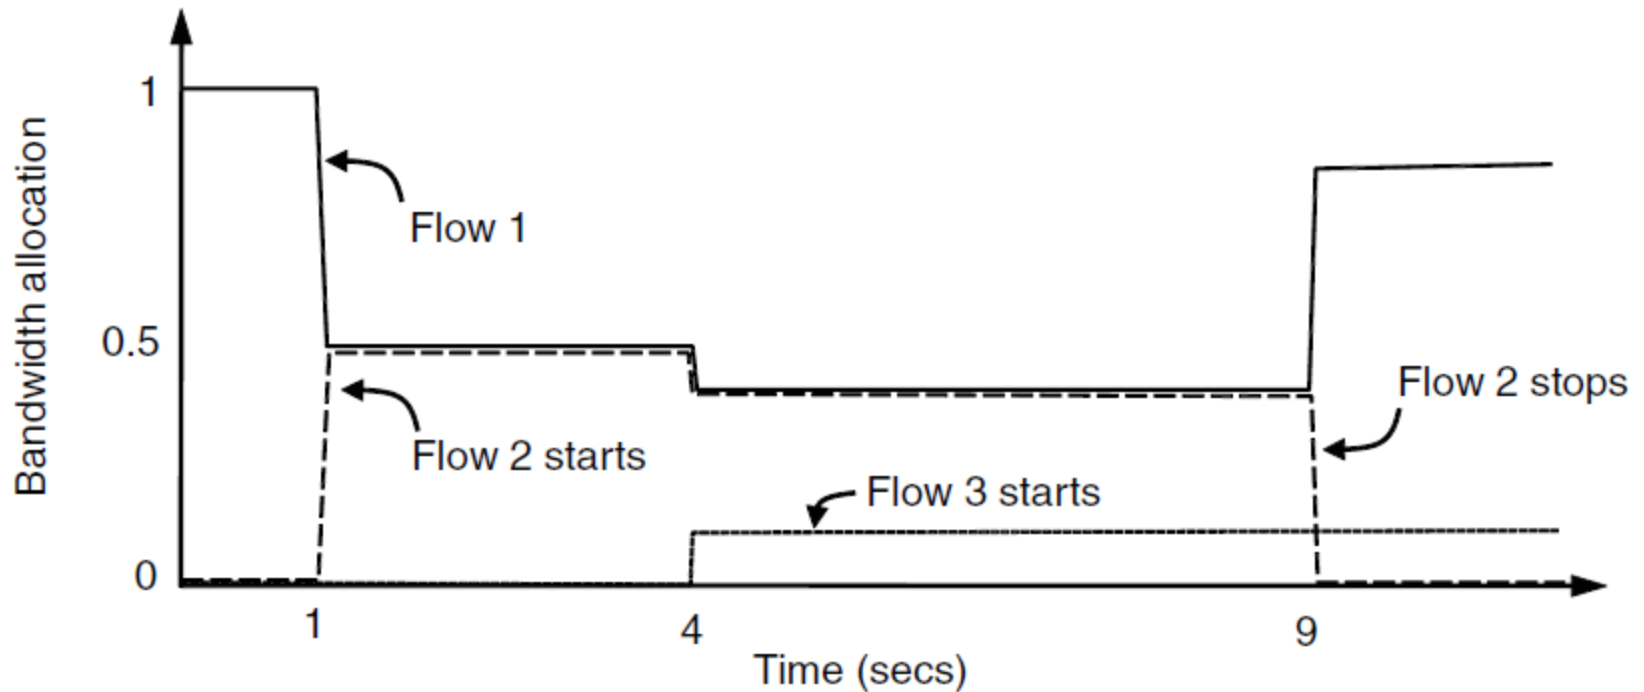 Bandwidth allocation
1
0.5
0
Flow 1
Flow 2 starts
Flow 3 starts
Flow 2 stops
1
4
9
Time (secs)